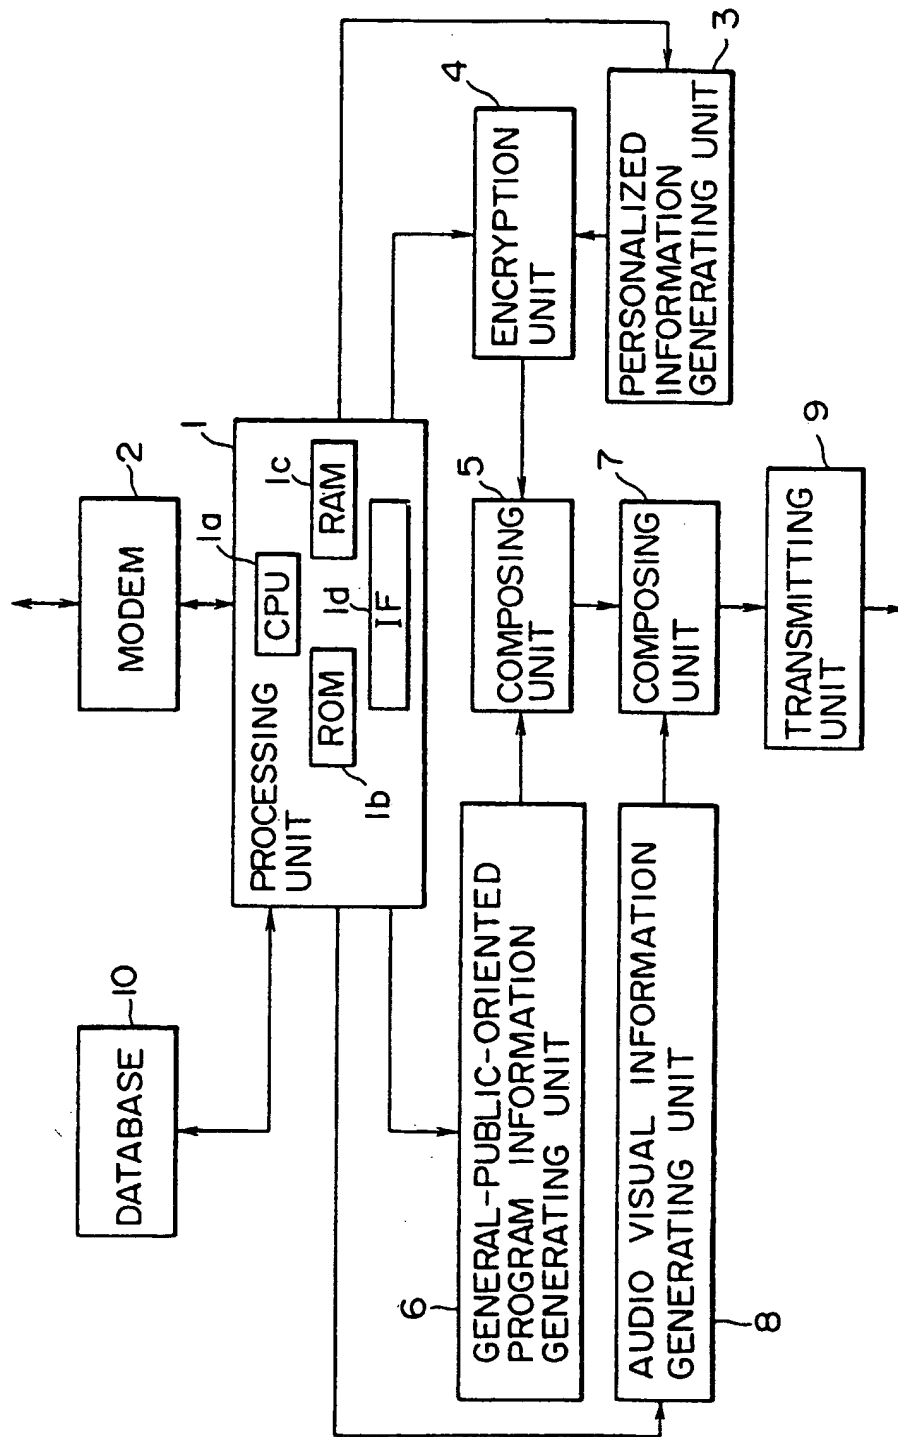 DATABASE
10
MODEM
2
PROCESSING
UNIT
1
CPU
1a
ROM
1b
RAM
1c
IF
1d
GENERAL-PUBLIC-ORIENTED
PROGRAM INFORMATION
GENERATING UNIT
6
COMPOSING
UNIT
5
ENCRYPTION
UNIT
4
AUDIO VISUAL INFORMATION
GENERATING UNIT
8
COMPOSING
UNIT
7
PERSONALIZED
INFORMATION
GENERATING UNIT
3
TRANSMITTING
UNIT
9